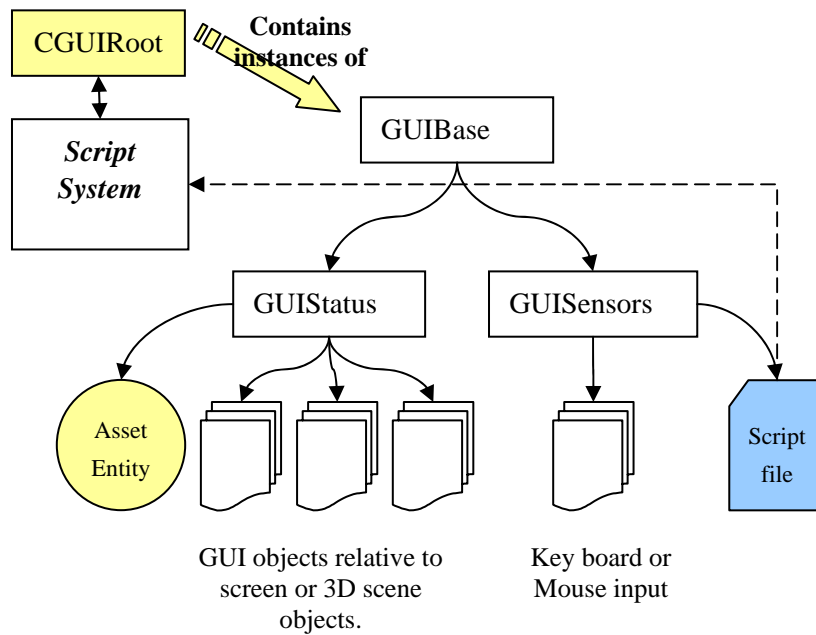 CGUIRoot
Contains
instances of
GUIBase
Script
System
GUIStatus
GUISensors
Asset
Entity
Script
file
GUI objects relative to
screen or 3D scene
objects.
Key board or
Mouse input